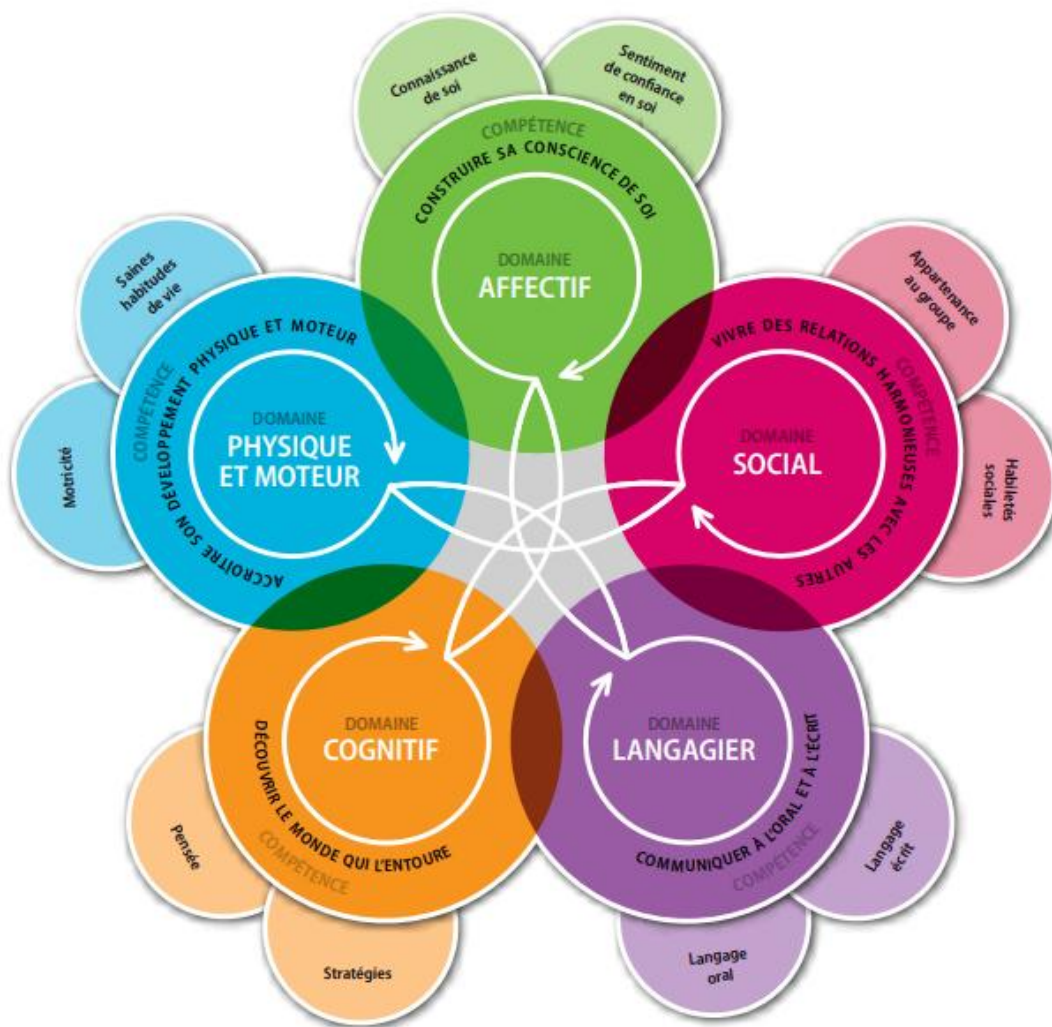 Connaissance
de soi
Sentiment
de confiance
en soi
COMPÉTENCE
CONSTRUIRE SA CONSCIENCE DE SOI
DOMAINE
AFFECTIF
Saines
habitudes
de vie
Motricité
COMPÉTENCE
ACCROÎTRE SON DÉVELOPPEMENT PHYSIQUE ET MOTEUR
DOMAINE
PHYSIQUE
ET MOTEUR
Appartenance
au groupe
Habiletés
sociales
COMPÉTENCE
VIVRE DES RELATIONS HARMONIEUSES AVEC LES AUTRES
DOMAINE
SOCIAL
DOMAINE
COGNITIF
DÉCOUVRIR LE MONDE QUI L'ENTOURE
COMPÉTENCE
Pensée
Stratégies
DOMAINE
LANGAGIER
COMMUNIQUER À L'ORAL ET À L'ÉCRIT
COMPÉTENCE
Langage
écrit
Langage
oral